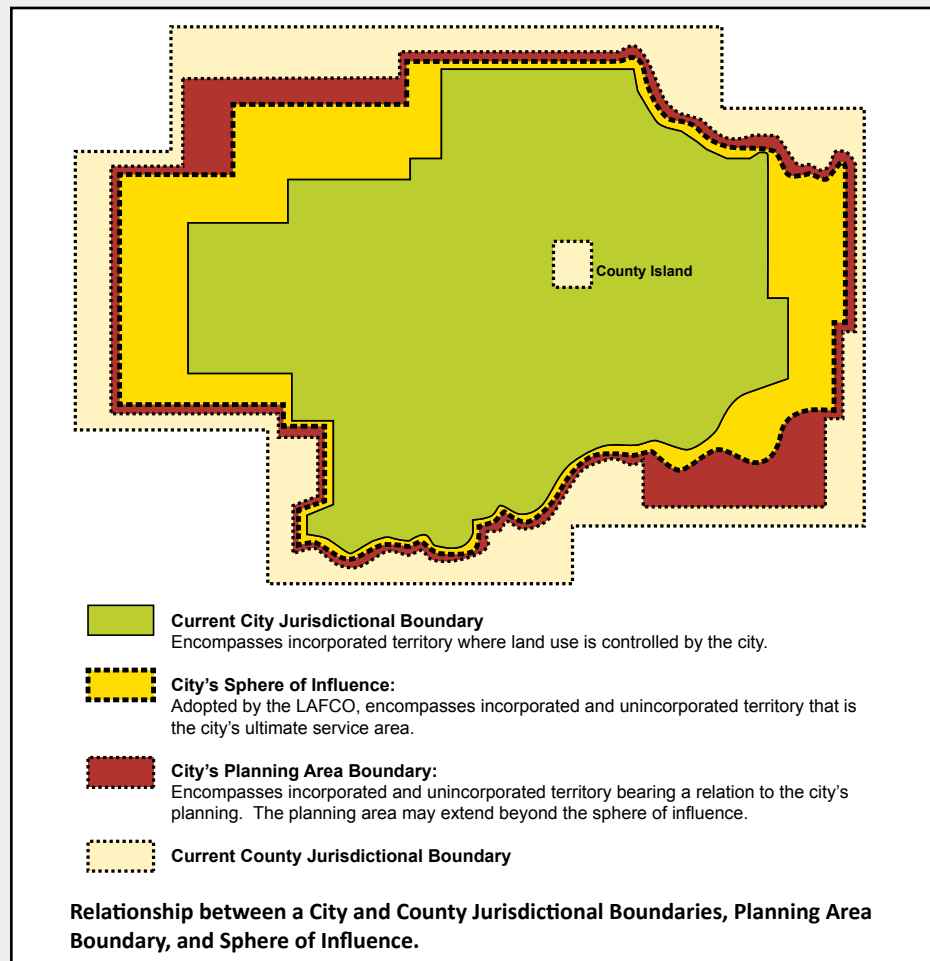 County Island
Current City Jurisdictional Boundary
Encompasses incorporated territory where land use is controlled by the city.
City's Sphere of Influence:
Adopted by the LAFCO, encompasses incorporated and unincorporated territory that is
the city's ultimate service area.
City's Planning Area Boundary:
Encompasses incorporated and unincorporated territory bearing a relation to the city's
planning.  The planning area may extend beyond the sphere of influence.
Current County Jurisdictional Boundary
Relationship between a City and County Jurisdictional Boundaries, Planning Area
Boundary, and Sphere of Influence.